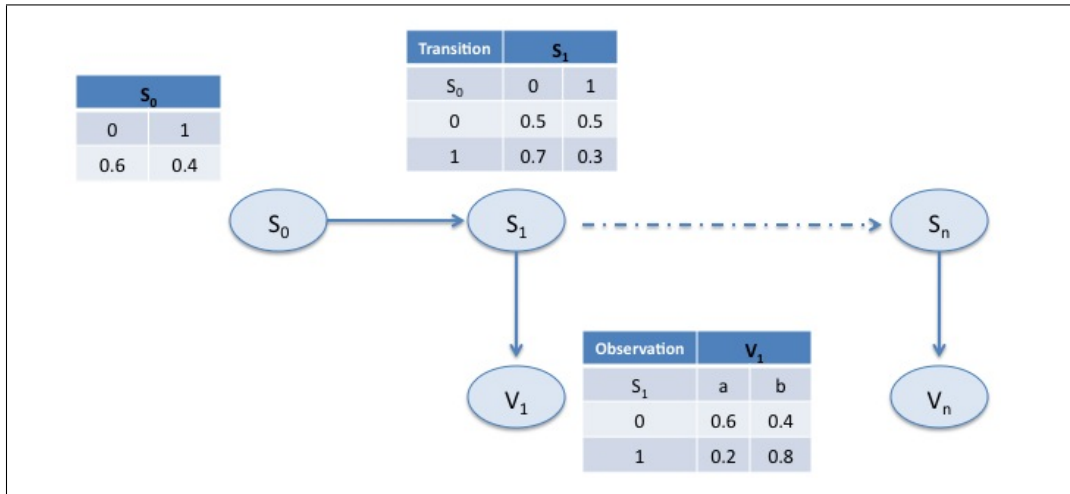 Transition S₁
S₀ 0 1
0 0.5 0.5
1 0.7 0.3
S₀
0 1
0.6 0.4
S₀ S₁ Sₙ
Observation V₁
S₁ a b
0 0.6 0.4
1 0.2 0.8
V₁ Vₙ